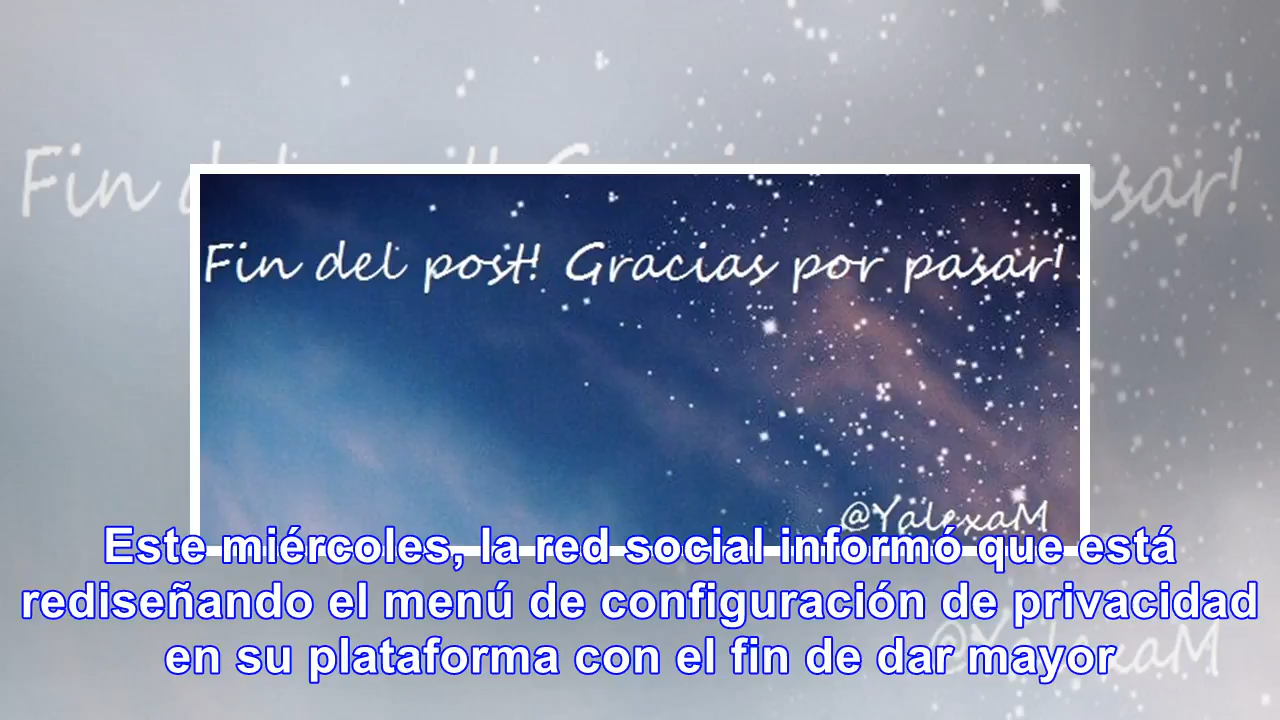 Fin del post! Gracias por pasar!
@YalexaM
Este miércoles, la red social informó que está
rediseñando el menú de configuración de privacidad
en su plataforma con el fin de dar mayor